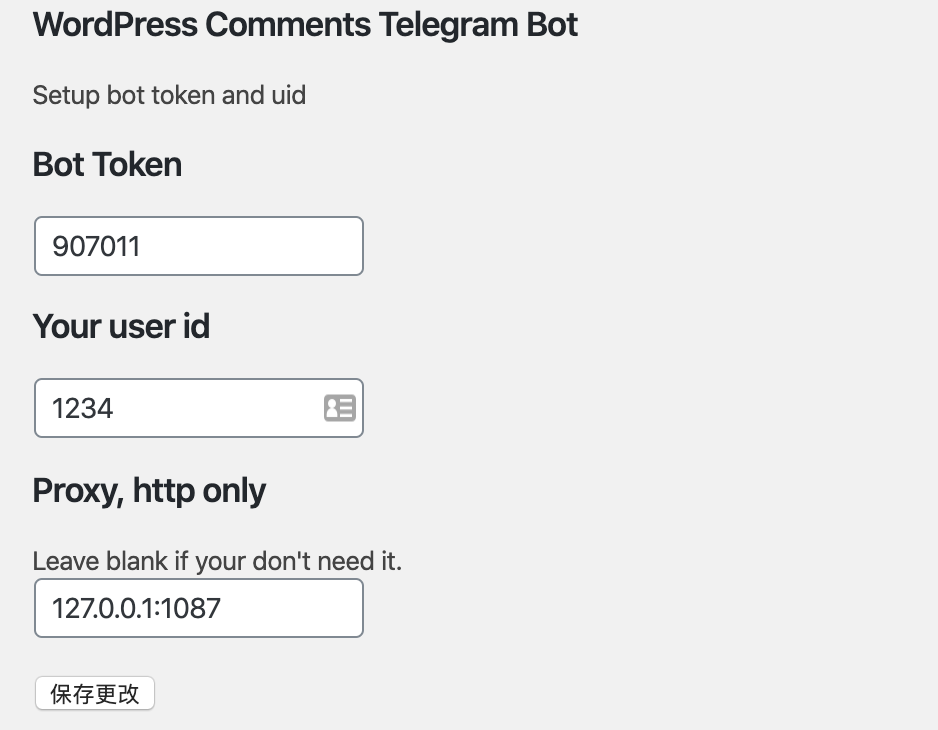 WordPress Comments Telegram Bot
Setup bot token and uid
Bot Token
907011
Your user id
1234
Proxy, http only
Leave blank if your don't need it.
127.0.0.1:1087
保存更改